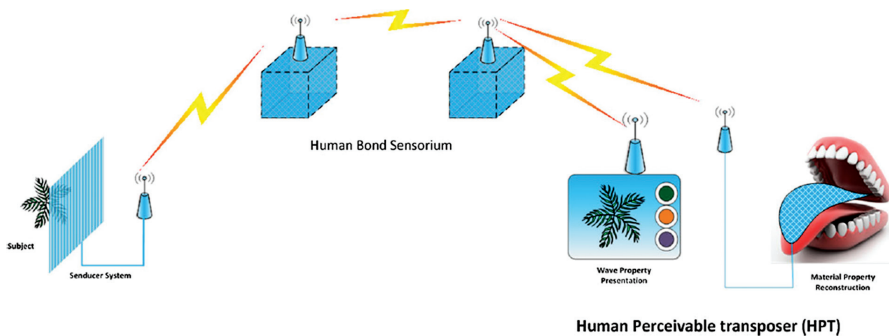 Human Bond Sensorium
Subject
Senducer System
Wave Property
Presentation
Material Property
Reconstruction
Human Perceivable transposer (HPT)